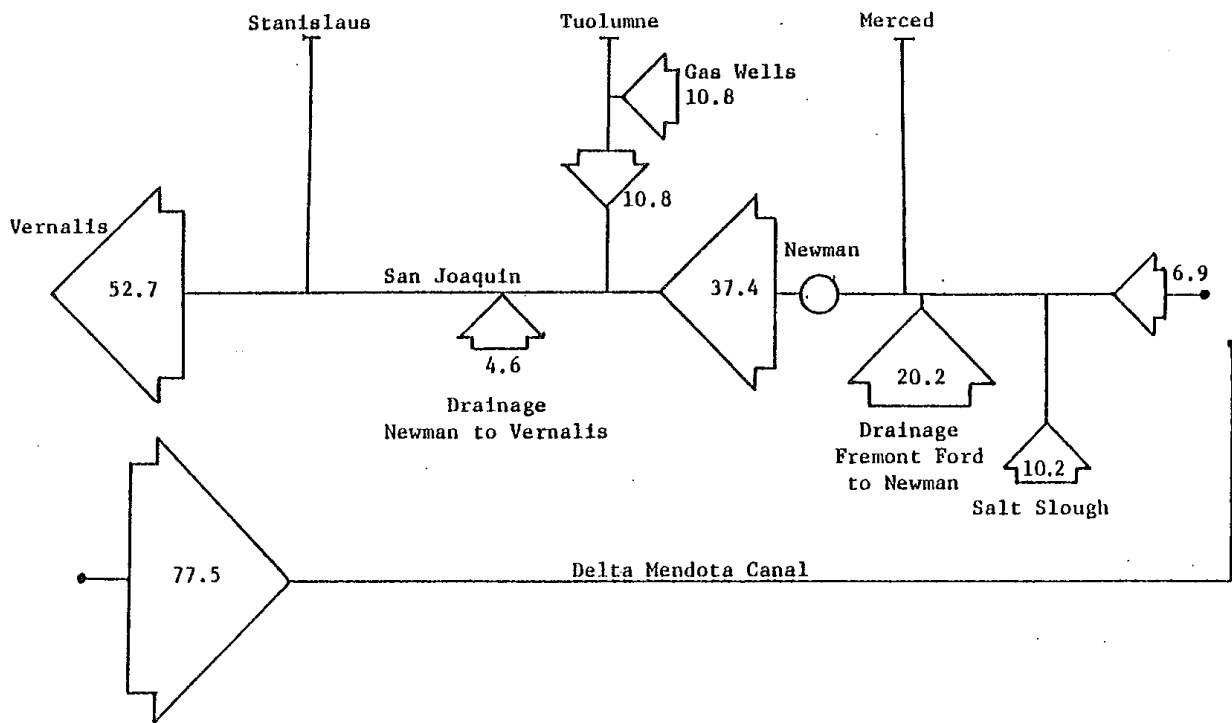 Stanislaus
Tuolumne
Merced
Gas Wells
10.8
10.8
Vernalis
52.7
San Joaquin
37.4
Newman
6.9
4.6
Drainage
Newman to Vernalis
20.2
Drainage
Fremont Ford
to Newman
10.2
Salt Slough
77.5
Delta Mendota Canal